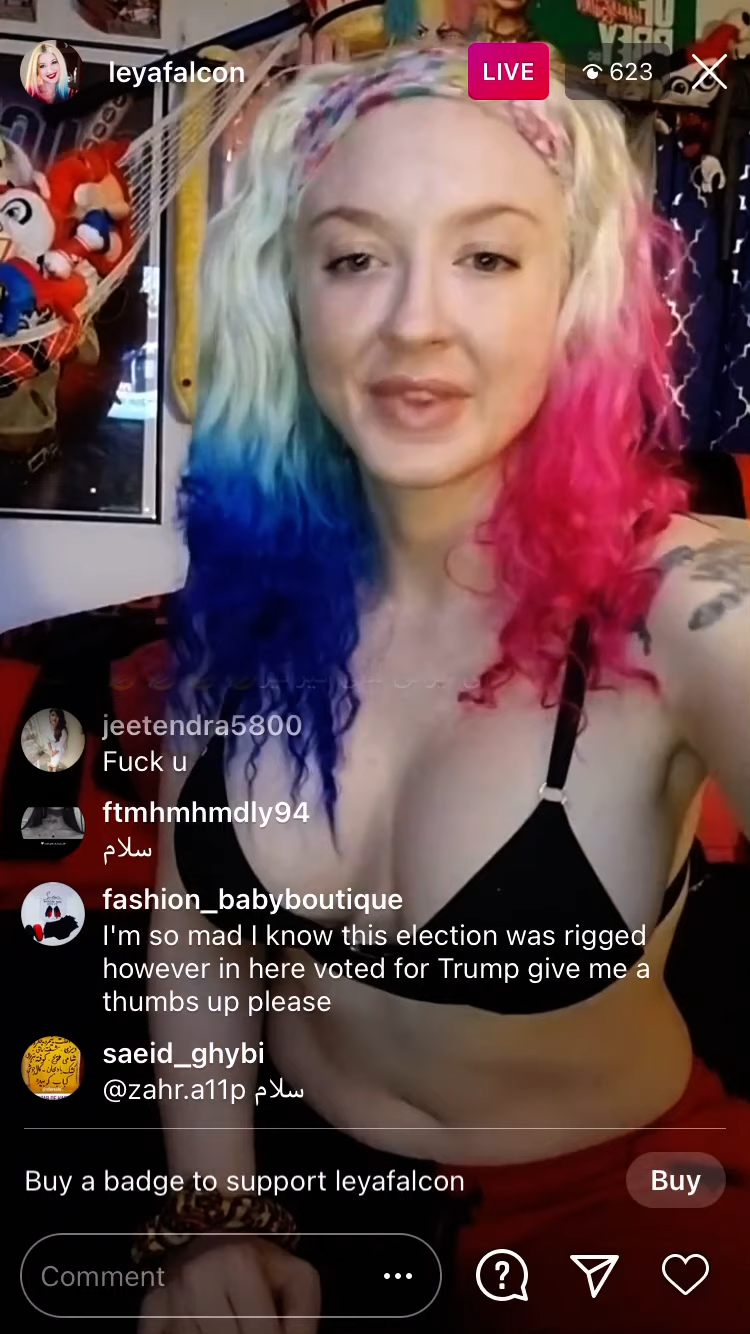 leyafalcon
LIVE
623
jeetendra5800
Fuck u
ftmhmhmdly94
سلام
fashion_babyboutique
I'm so mad I know this election was rigged
however in here voted for Trump give me a
thumbs up please
saeid_ghybi
@zahr.a11p سلام
Buy a badge to support leyafalcon
Buy
Comment